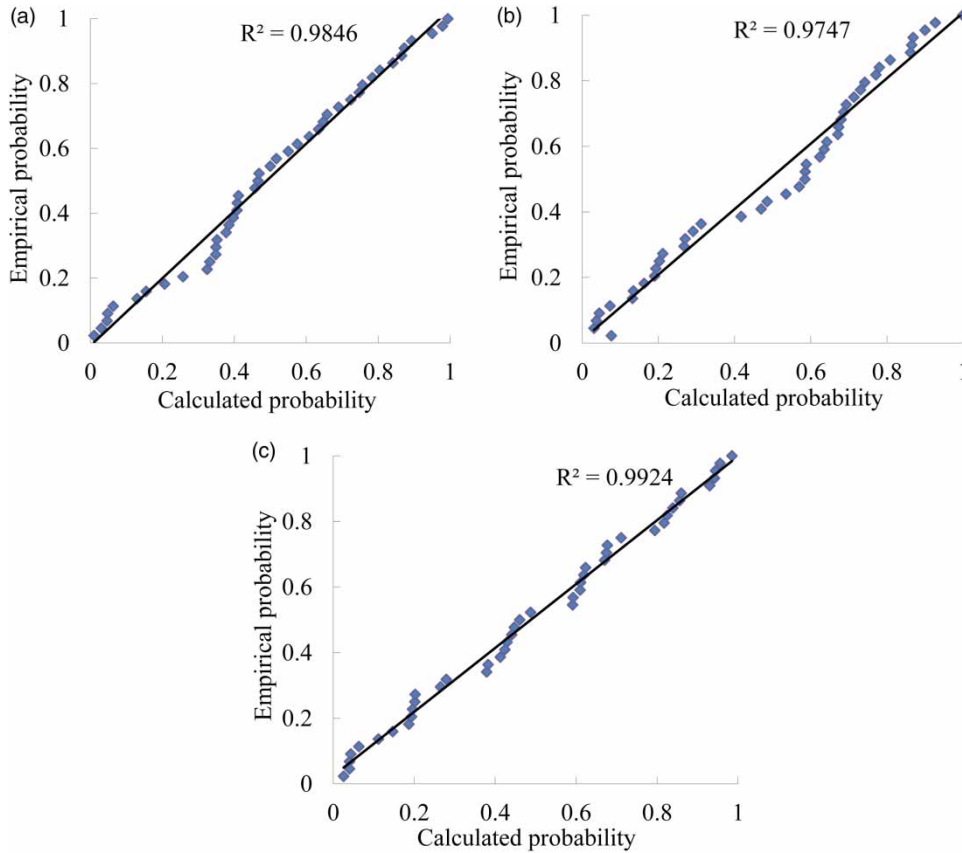 (a)
R² = 0.9846
Empirical probability
1
0.8
0.6
0.4
0.2
0
0 0.2 0.4 0.6 0.8 1
Calculated probability
(b)
R² = 0.9747
Empirical probability
1
0.8
0.6
0.4
0.2
0
0 0.2 0.4 0.6 0.8 1
Calculated probability
(c)
R² = 0.9924
Empirical probability
1
0.8
0.6
0.4
0.2
0
0 0.2 0.4 0.6 0.8 1
Calculated probability